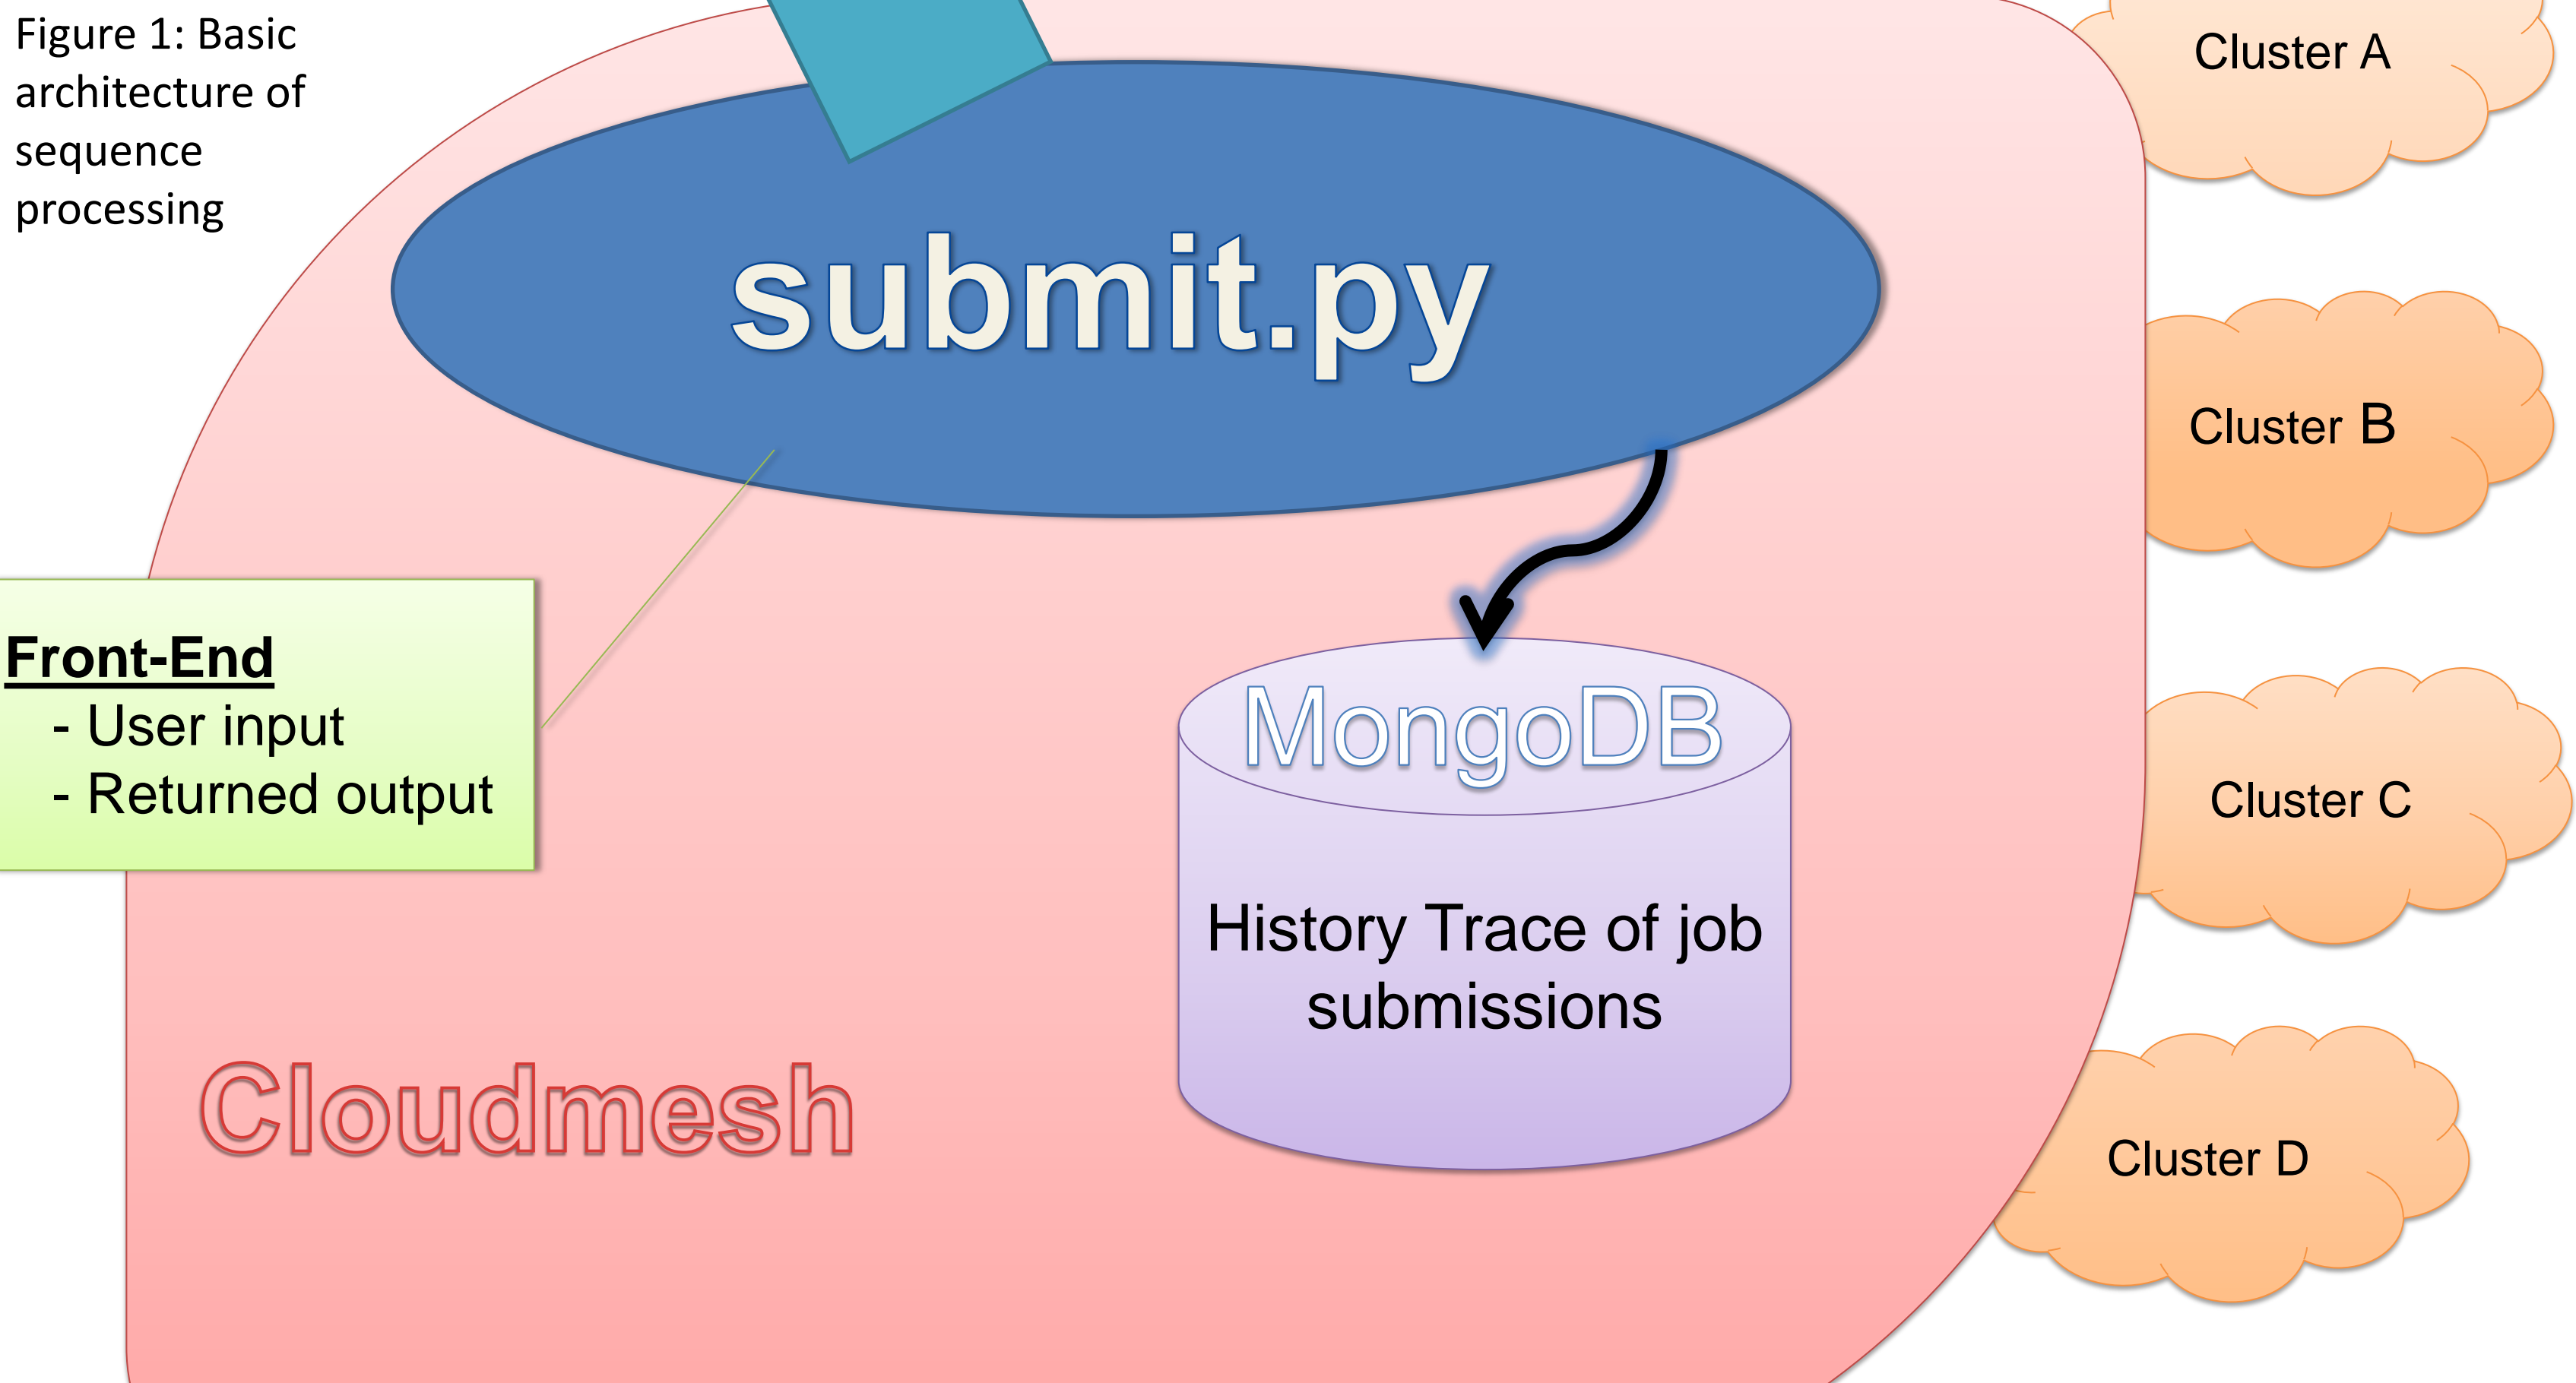 Figure 1: Basic
architecture of
sequence
processing
submit.py
Cluster A
Cluster B
Front-End
- User input
- Returned output
MongoDB
History Trace of job
submissions
Cluster C
Cloudmesh
Cluster D